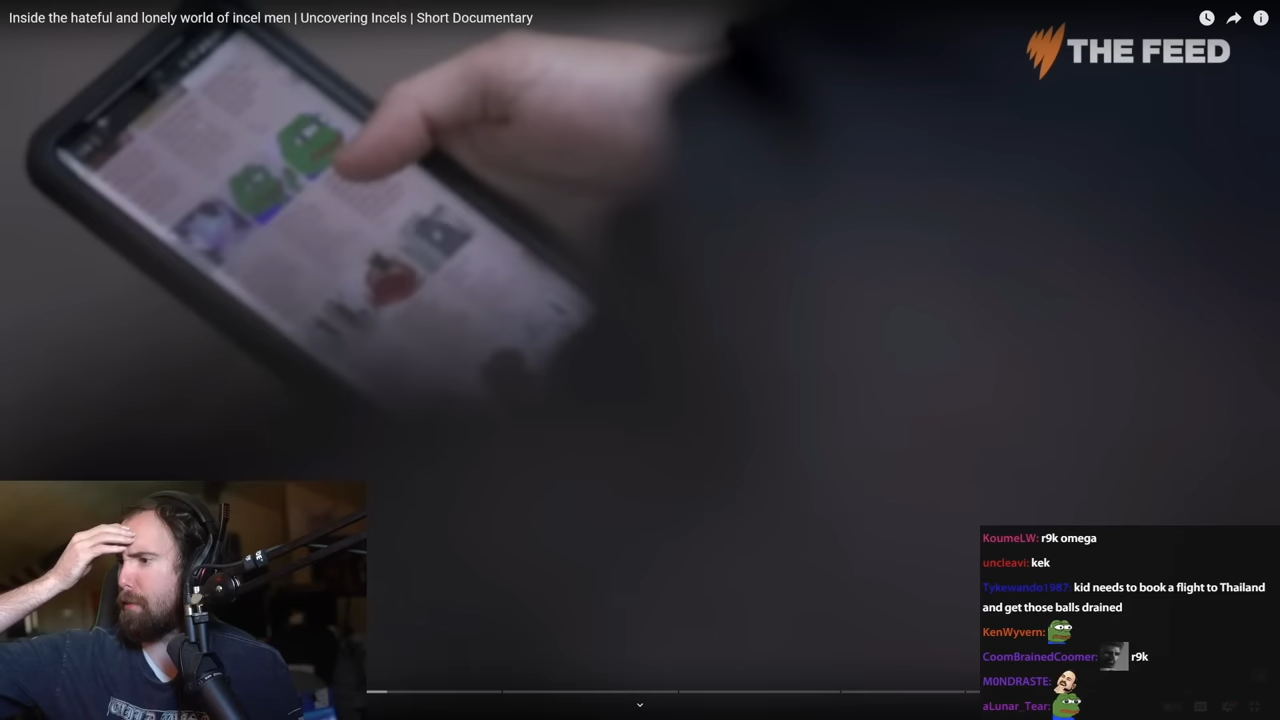 Inside the hateful and lonely world of incel men | Uncovering Incels | Short Documentary
THE FEED
KoumeLW: r9k omega
uncleavi: kek
Tykewando1987: kid needs to book a flight to Thailand
and get those balls drained
KenWyvern:
CoomBrainedCoomer: r9k
M0NDRASTE:
aLunar_Tear: